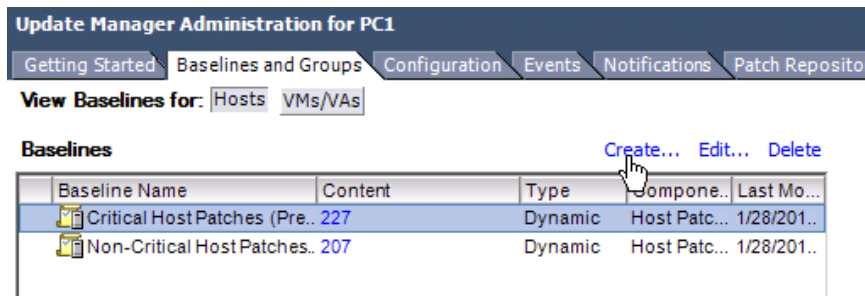 Update Manager Administration for PC1
Getting Started Baselines and Groups Configuration Events Notifications Patch Reposito
View Baselines for: Hosts VMs/VAs
Baselines Create... Edit... Delete
Baseline Name Content Type Compone.. Last Mo...
Critical Host Patches (Pre.. 227 Dynamic Host Patc... 1/28/201..
Non-Critical Host Patches.. 207 Dynamic Host Patc... 1/28/201..